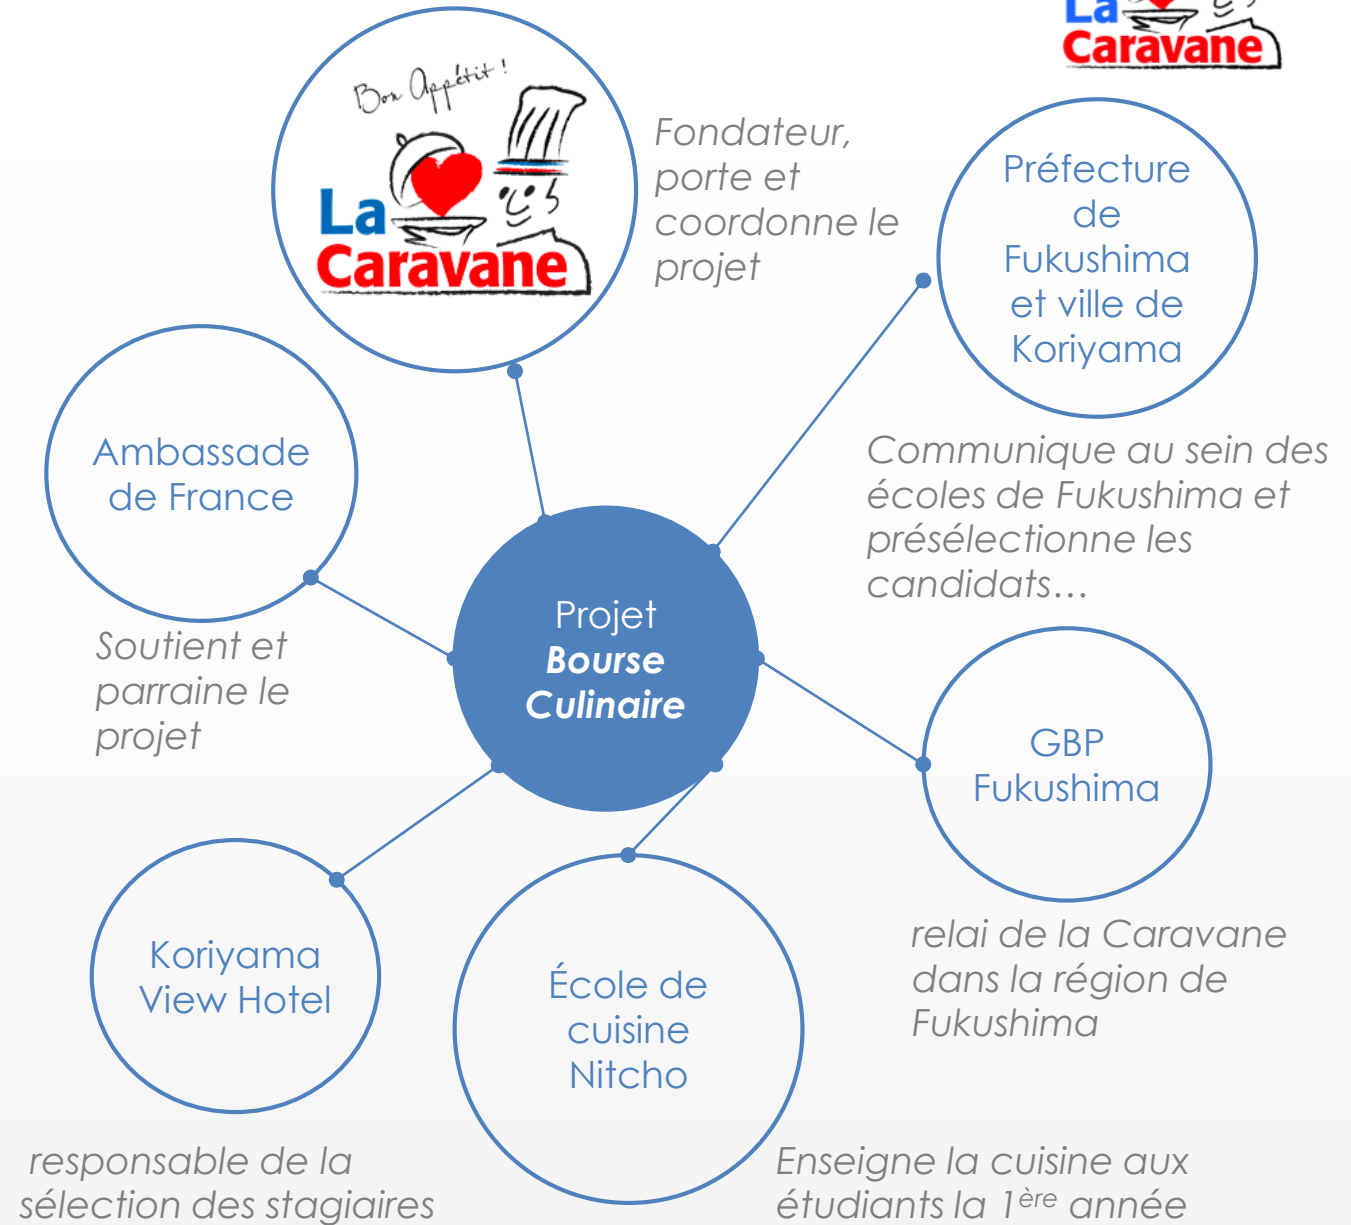 La
Caravane
Bon Appétit !
La
Caravane
Fondateur,
porte et
coordonne le
projet
Préfecture
de
Fukushima
et ville de
Koriyama
Communique au sein des
écoles de Fukushima et
présélectionne les
candidats…
Ambassade
de France
Soutient et
parraine le
projet
Projet
Bourse
Culinaire
GBP
Fukushima
relai de la Caravane
dans la région de
Fukushima
Koriyama
View Hotel
responsable de la
sélection des stagiaires
École de
cuisine
Nitcho
Enseigne la cuisine aux
étudiants la 1ère année